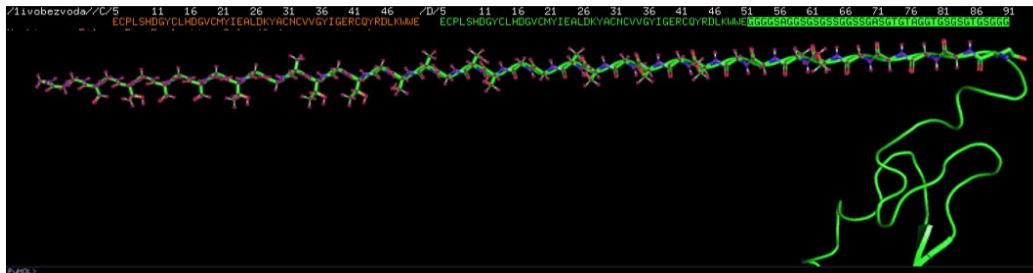 /1ivobezvoda//C/5 11 16 21 26 31 36 41 46 /D/5 11 16 21 26 31 36 41 46 51 56 61 66 71 76 81 86 91
ECPLSHDGYCLHDGVCMYIEALDKYACNCVVGYIGERCQYRDLKWWE ECPLSHDGYCLHDGVCMYIEALDKYACNCVVGYIGERCQYRDLKWWEGGGGSAGGSGSGSSGGSSGASGTGTAGGTGSGSGTGSGGG
PyMOL>